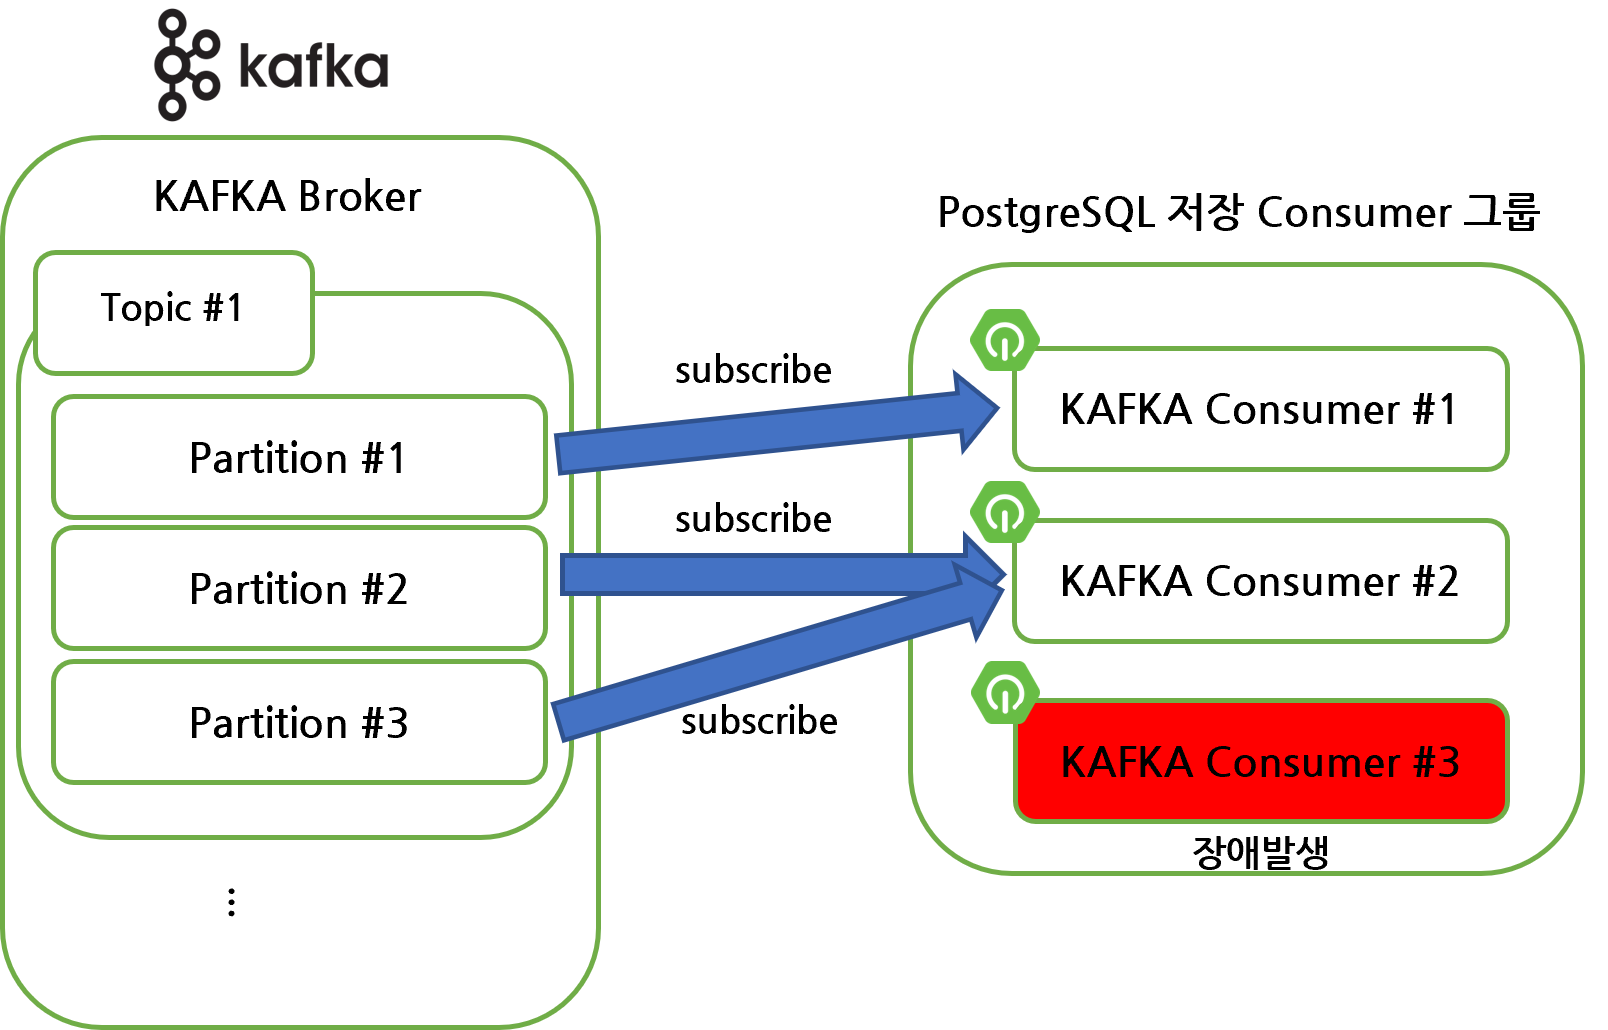 kafka
KAFKA Broker
Topic #1
Partition #1
Partition #2
Partition #3
⋮
subscribe
subscribe
subscribe
PostgreSQL 저장 Consumer 그룹
KAFKA Consumer #1
KAFKA Consumer #2
KAFKA Consumer #3
장애발생